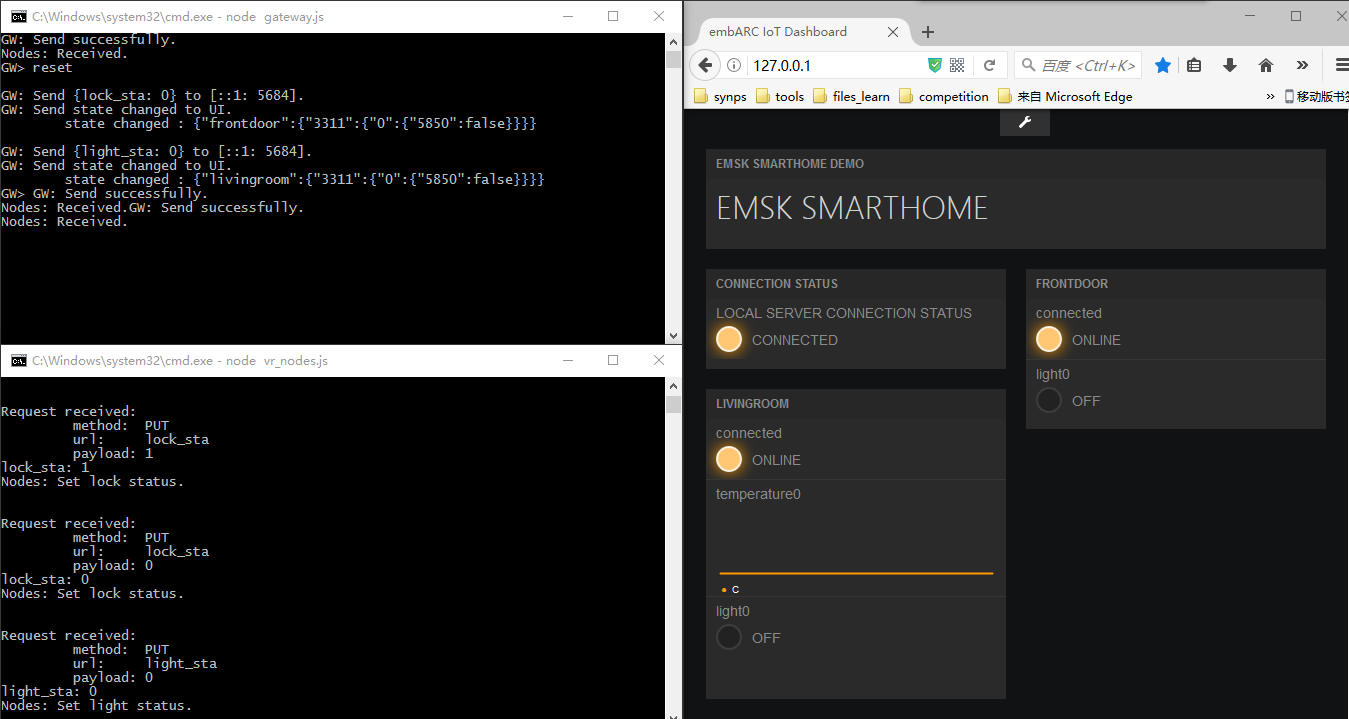 C:\Windows\system32\cmd.exe - node  gateway.js
GW: Send successfully.
Nodes: Received.
GW> reset
GW: Send {lock_sta: 0} to [::1: 5684].
GW: Send state changed to UI.
state changed : {"frontdoor":{"3311":{"0":{"5850":false}}}}
GW: Send {light_sta: 0} to [::1: 5684].
GW: Send state changed to UI.
state changed : {"livingroom":{"3311":{"0":{"5850":false}}}}
GW> GW: Send successfully.
Nodes: Received.GW: Send successfully.
Nodes: Received.
C:\Windows\system32\cmd.exe - node  vr_nodes.js
Request received:
method:  PUT
url:     lock_sta
payload: 1
lock_sta: 1
Nodes: Set lock status.
Request received:
method:  PUT
url:     lock_sta
payload: 0
lock_sta: 0
Nodes: Set lock status.
Request received:
method:  PUT
url:     light_sta
payload: 0
light_sta: 0
Nodes: Set light status.
embARC IoT Dashboard
127.0.0.1
百度 <Ctrl+K>
synps tools files_learn competition 来自 Microsoft Edge » 移动版书签
EMSK SMARTHOME DEMO
EMSK SMARTHOME
CONNECTION STATUS
LOCAL SERVER CONNECTION STATUS
CONNECTED
FRONTDOOR
connected
ONLINE
light0
OFF
LIVINGROOM
connected
ONLINE
temperature0
C
light0
OFF